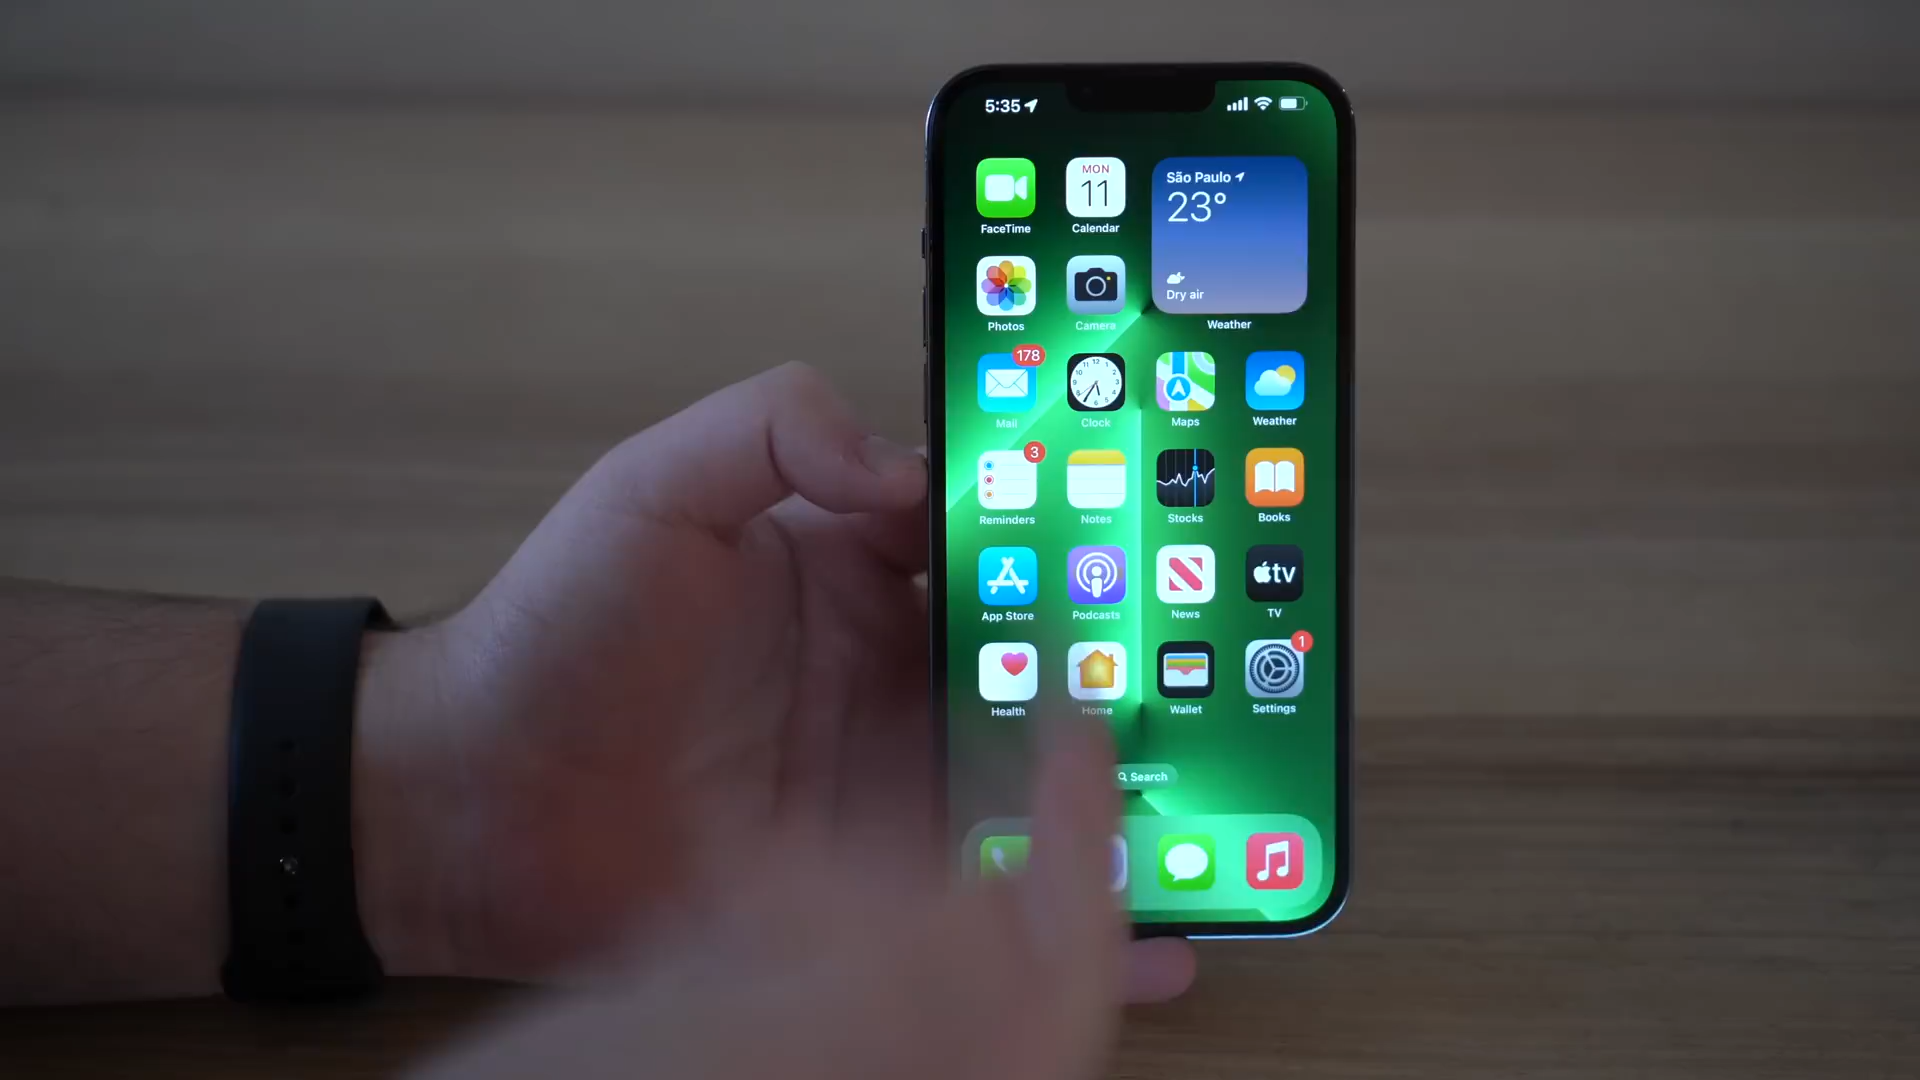 5:35
FaceTime
MON
11
Calendar
São Paulo
23°
Dry air
Weather
Photos
Camera
178
Mail
Clock
Maps
Weather
3
Reminders
Notes
Stocks
Books
App Store
Podcasts
News
tv
TV
Health
Home
Wallet
1
Settings
Search